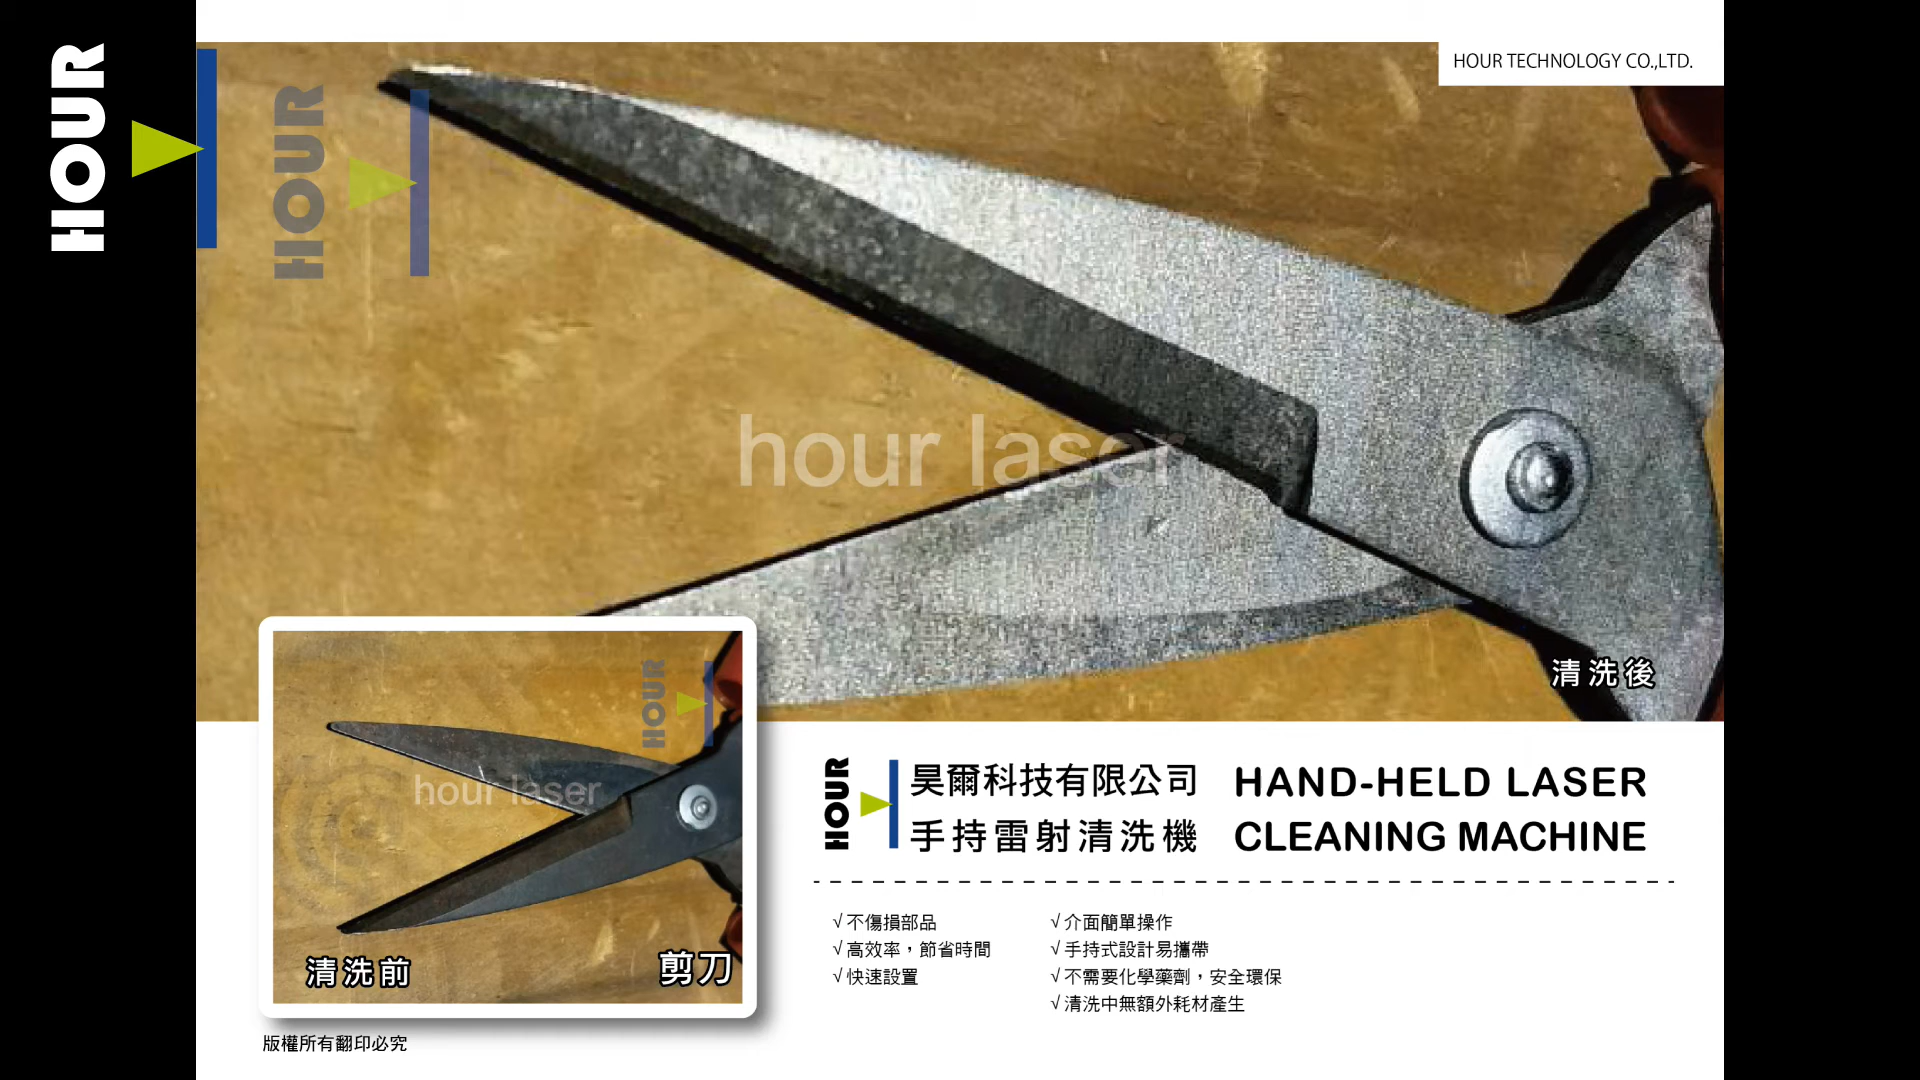 HOUR
HOUR
HOUR TECHNOLOGY CO.,LTD.
hour laser
清洗後
HOUR
hour laser
清洗前
剪刀
版權所有翻印必究
HOUR
昊爾科技有限公司
手持雷射清洗機
HAND-HELD LASER
CLEANING MACHINE
√不傷損部品
√高效率，節省時間
√快速設置
√介面簡單操作
√手持式設計易攜帶
√不需要化學藥劑，安全環保
√清洗中無額外耗材產生